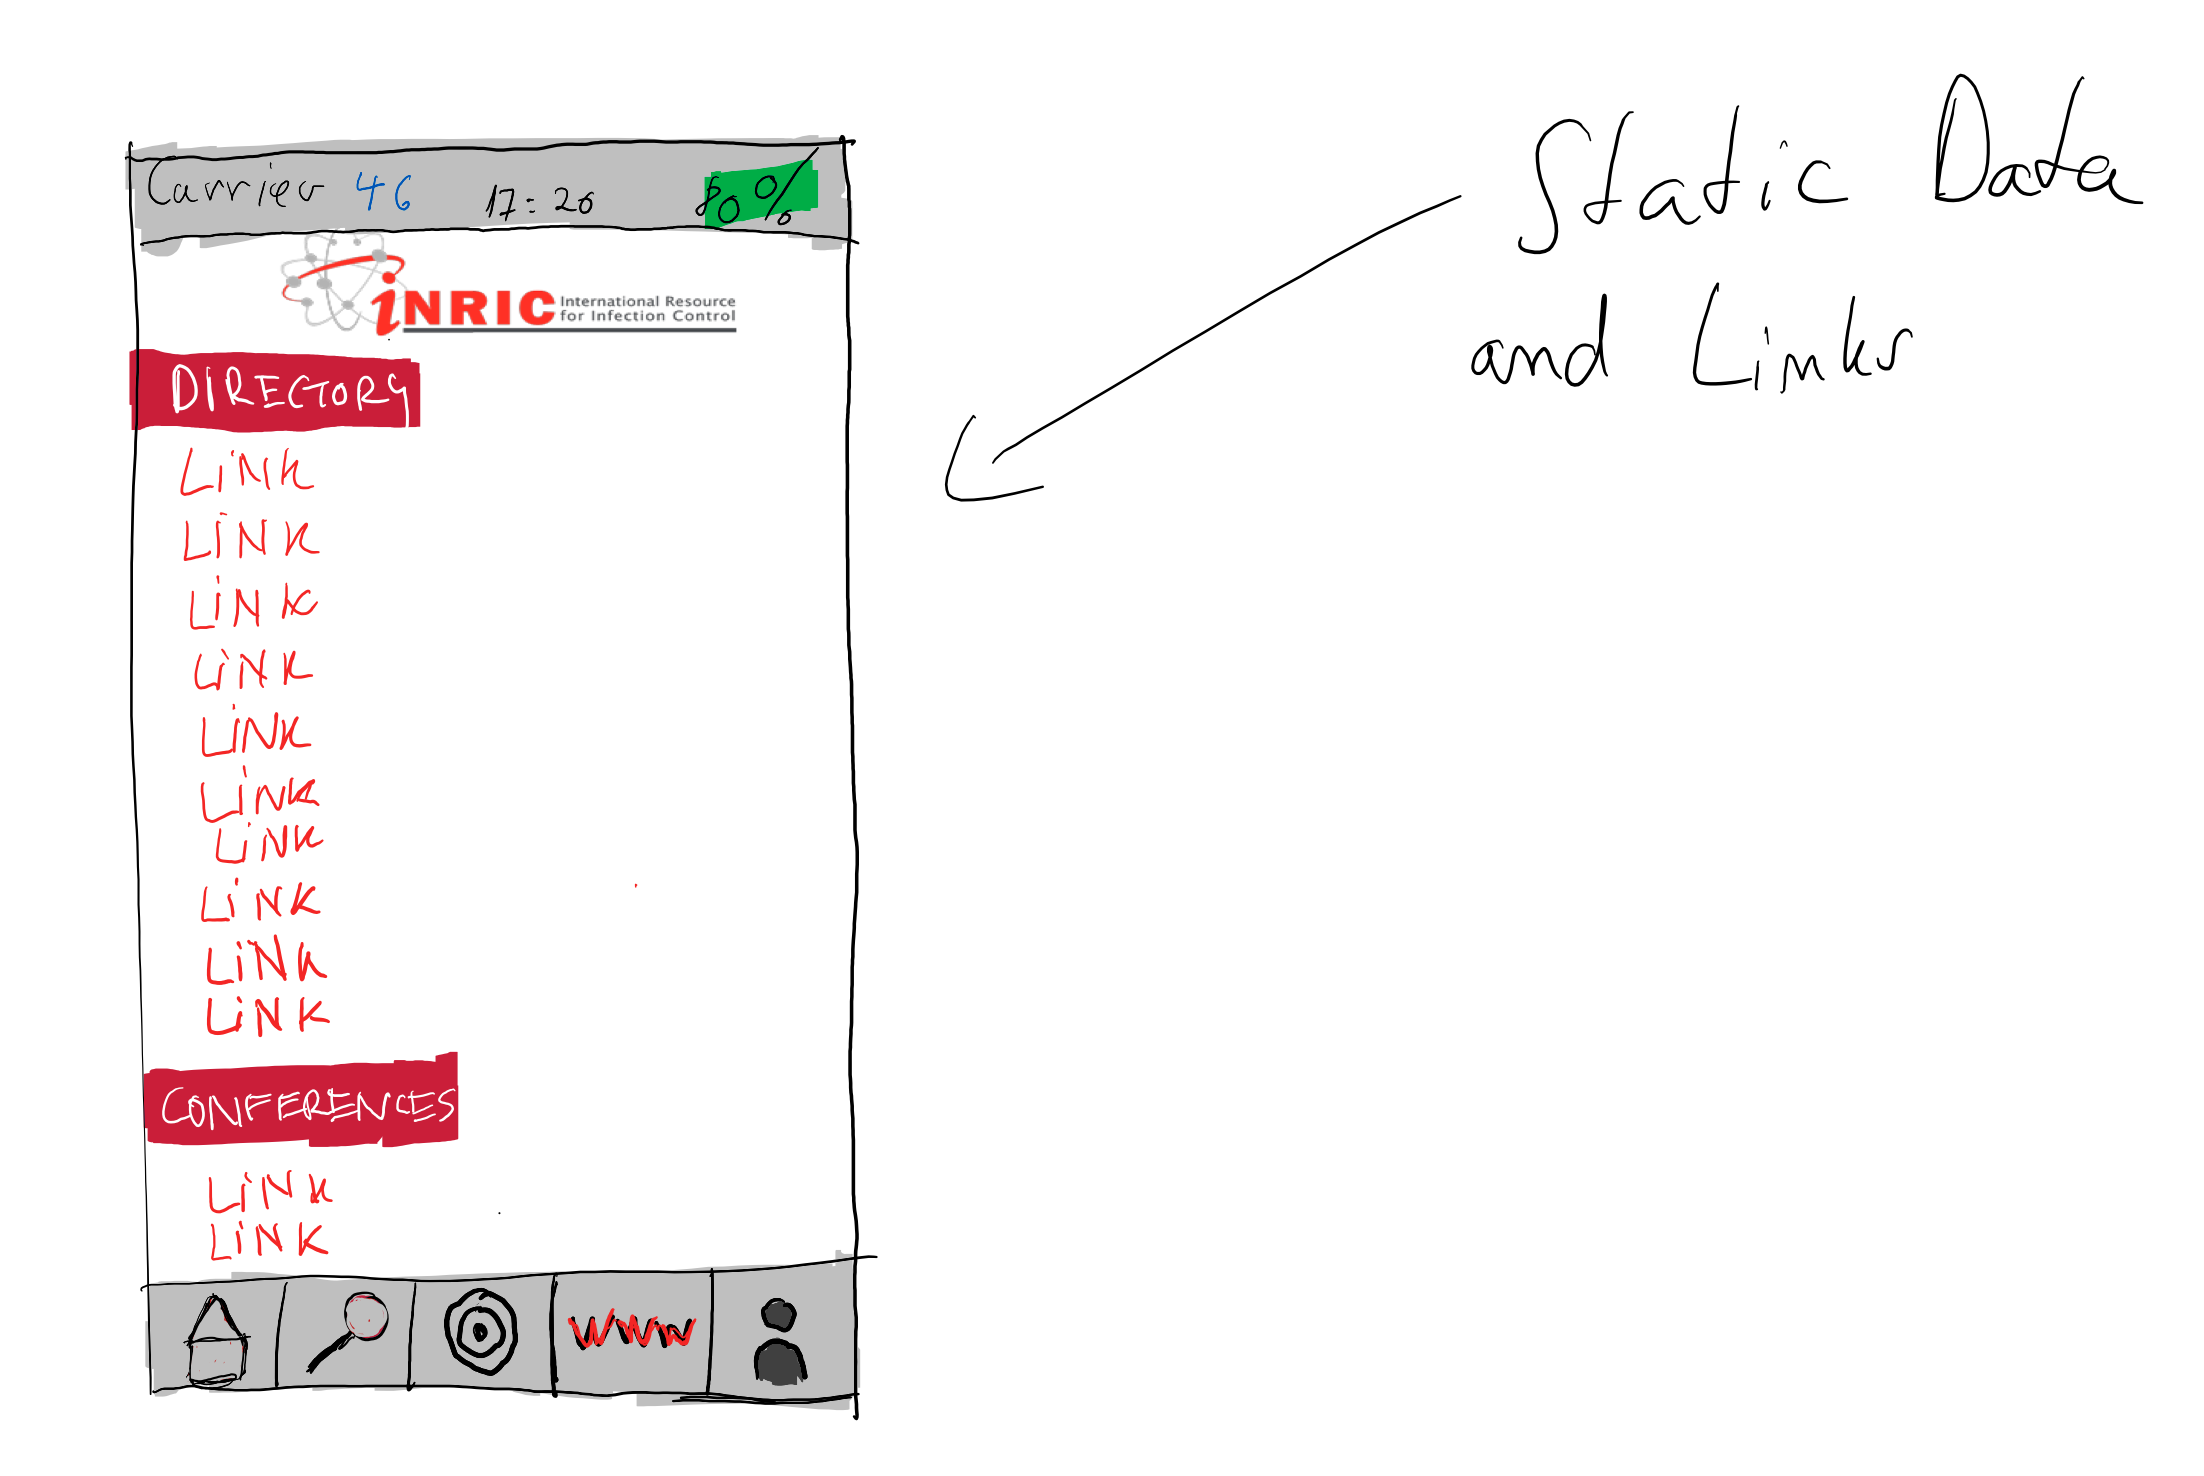 Carrier 4G 17:26 80%
iNRIC International Resource
for Infection Control
DIRECTORY
LiNK
LiNK
LiNK
LiNK
LiNK
LiNK
LiNK
LiNK
LiNK
LiNK
CONFERENCES
LiNK
LiNK
WWW
Static Data
and Links